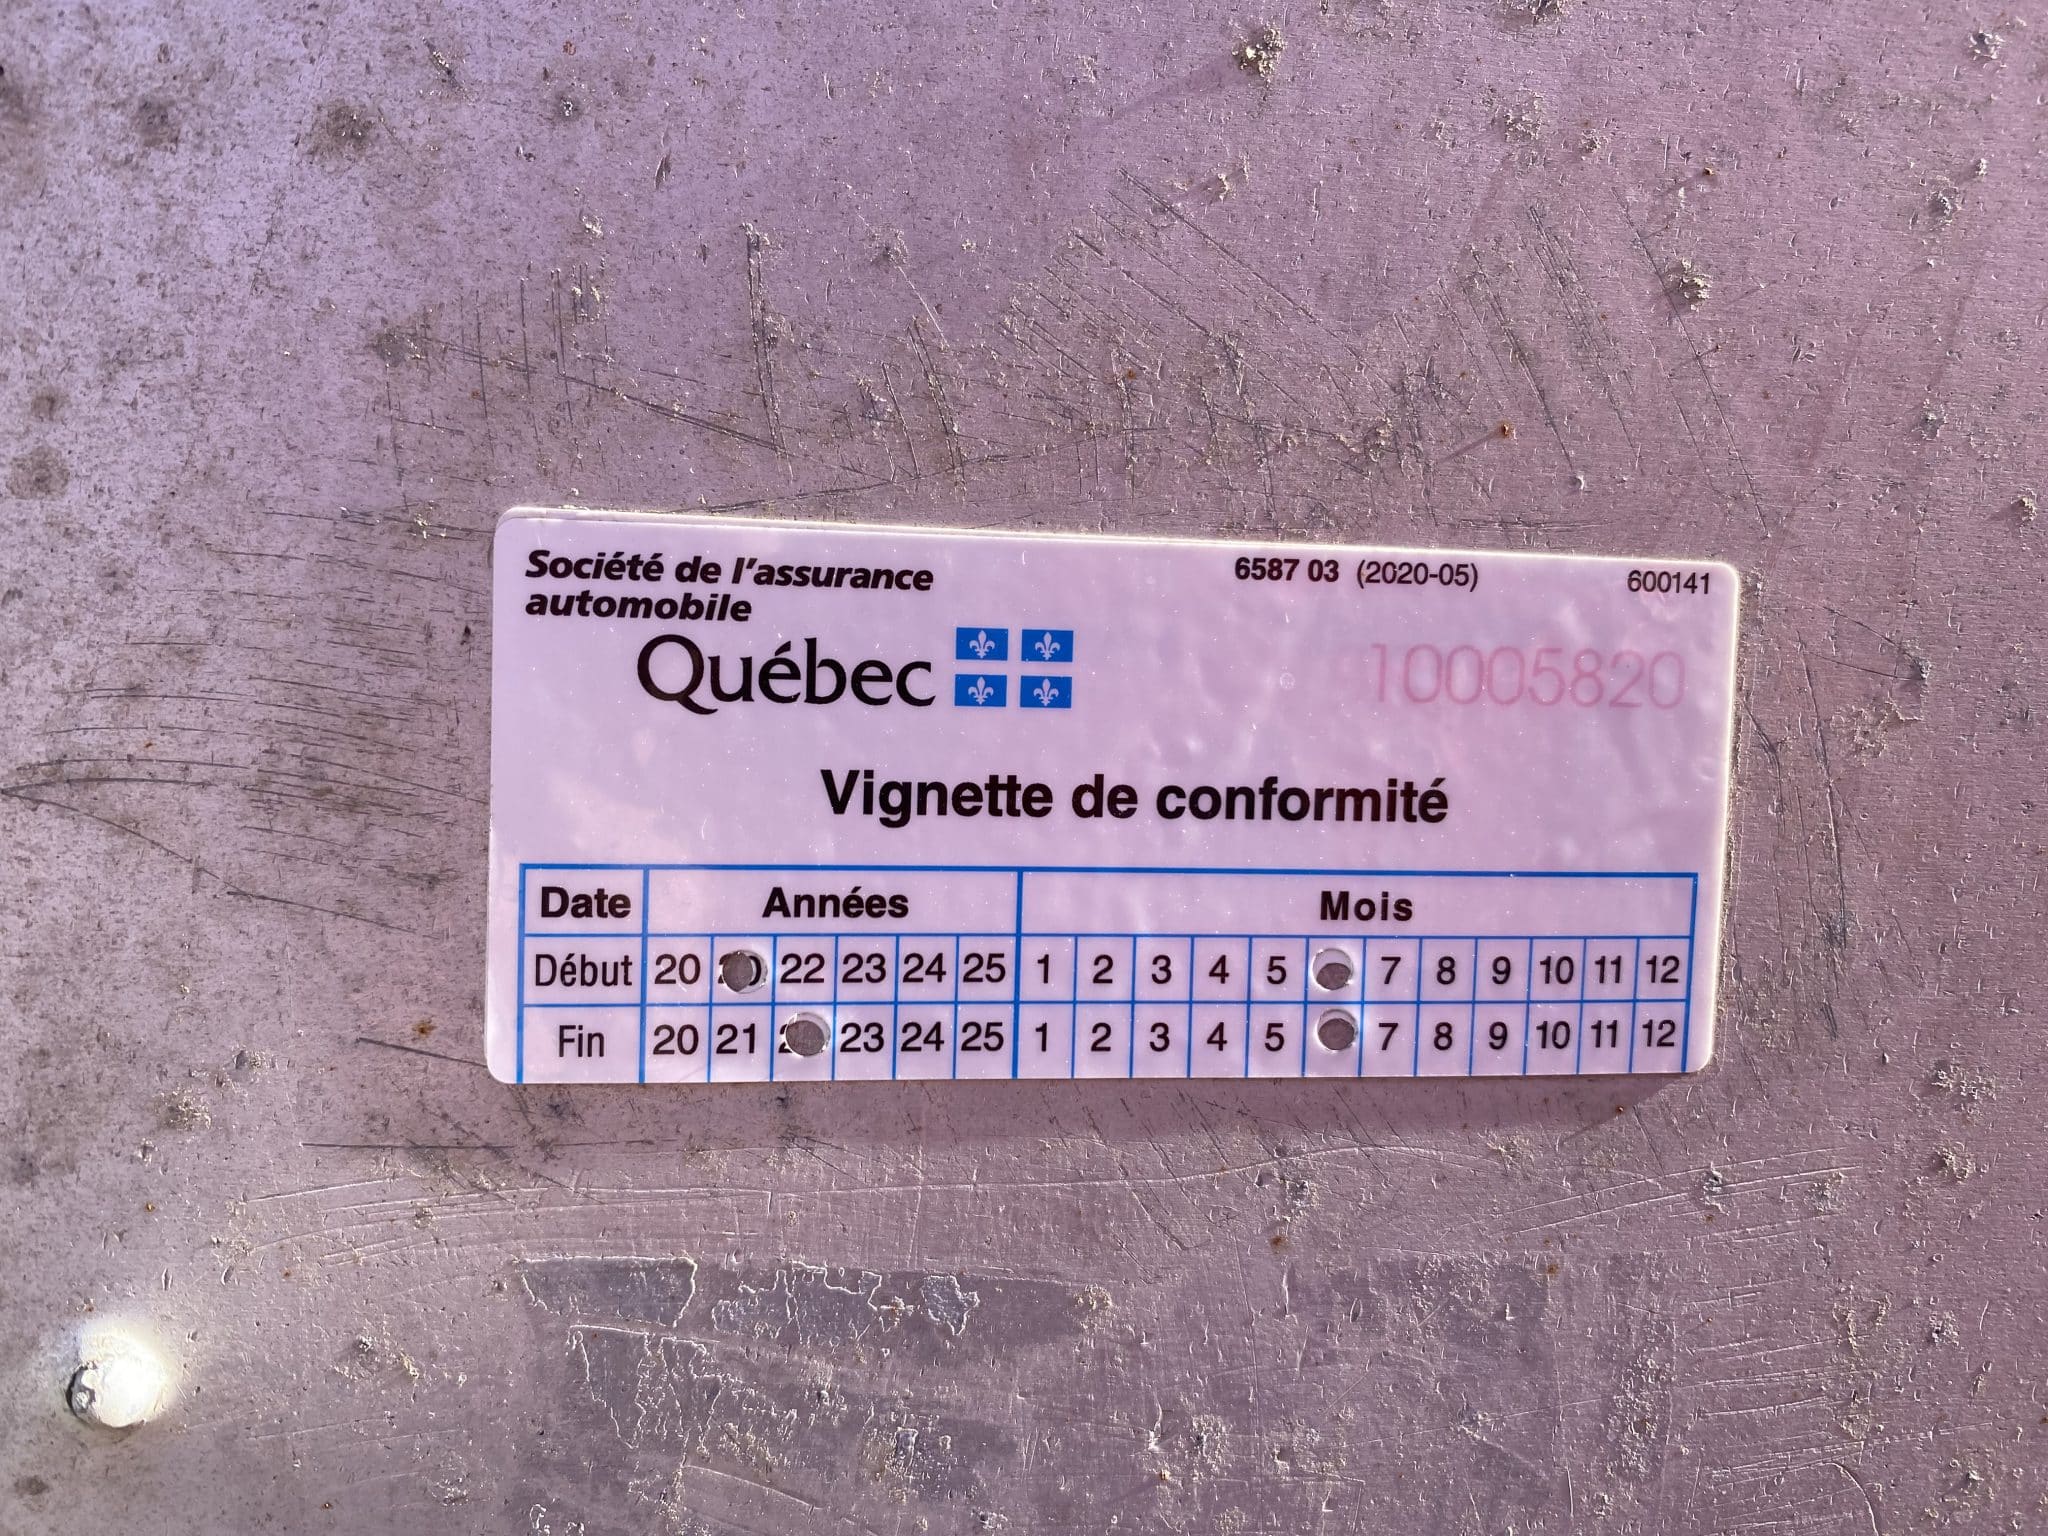 Société de l'assurance
automobile
Québec
6587 03 (2020-05)
600141
10005820
Vignette de conformité
Date Années Mois
Début 20 22 23 24 25 1 2 3 4 5 7 8 9 10 11 12
Fin 20 21 23 24 25 1 2 3 4 5 7 8 9 10 11 12